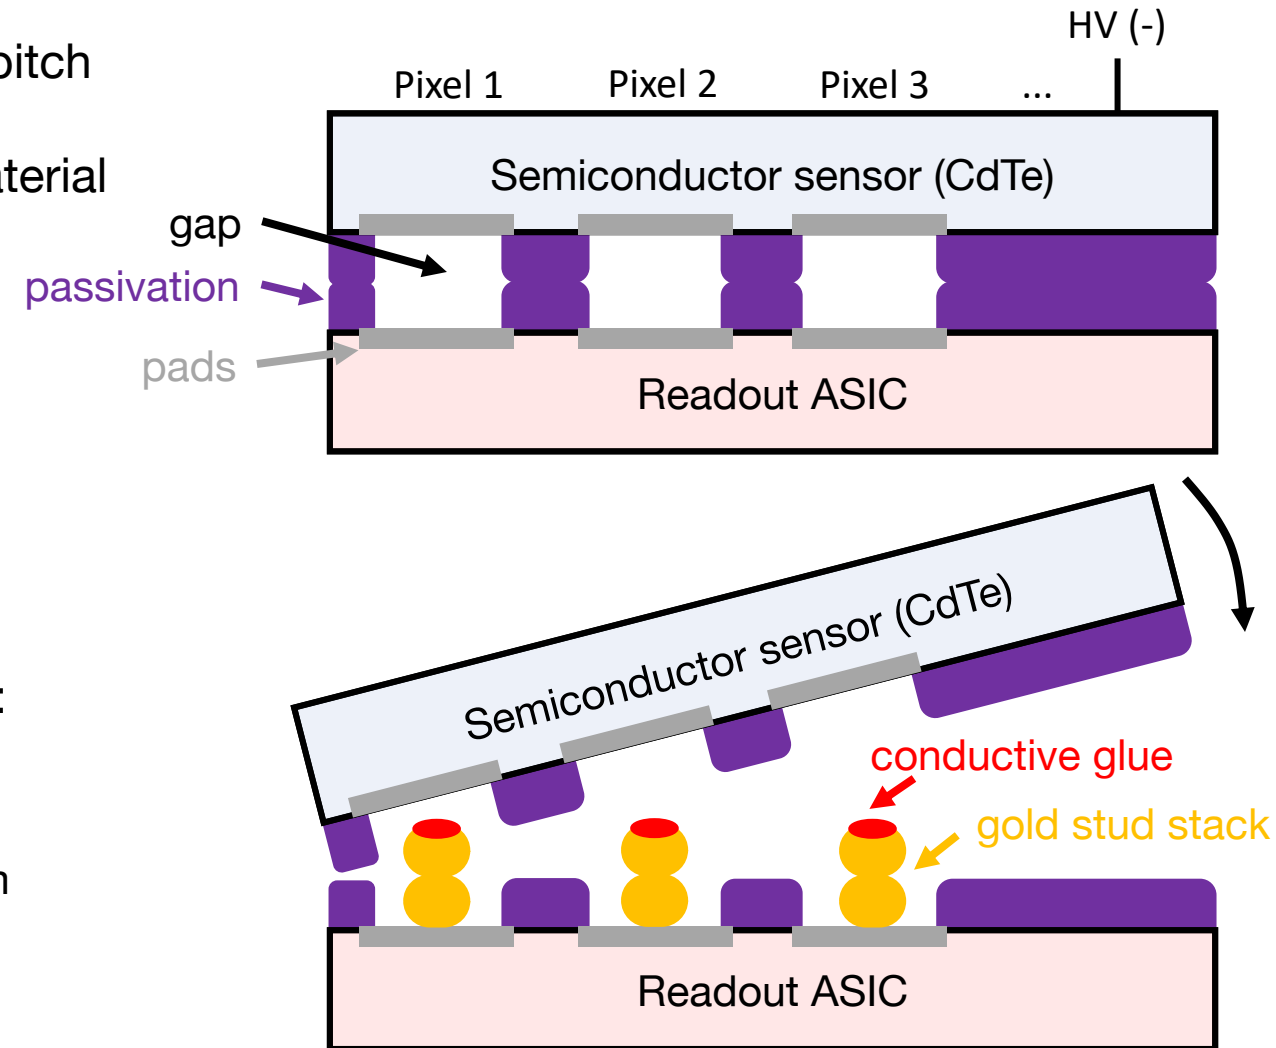 HV (-)
pitch
Pixel 1 Pixel 2 Pixel 3 ...
Semiconductor sensor (CdTe)
gap
passivation
pads
Readout ASIC
Semiconductor sensor (CdTe)
conductive glue
gold stud stack
Readout ASIC